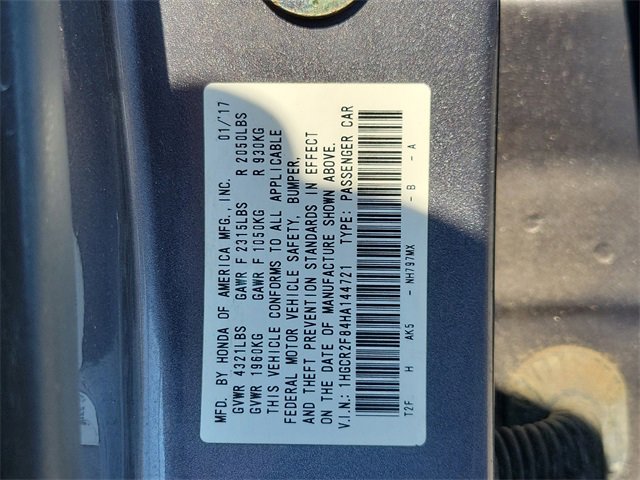 MFD. BY HONDA OF AMERICA MFG., INC. 01/'17
GVWR 4321LBS GAWR F 2315LBS R 2050LBS
GVWR 1960KG GAWR F 1050KG R 930KG
THIS VEHICLE CONFORMS TO ALL APPLICABLE
FEDERAL MOTOR VEHICLE SAFETY, BUMPER,
AND THEFT PREVENTION STANDARDS IN EFFECT
ON THE DATE OF MANUFACTURE SHOWN ABOVE.
V.I.N.: 1HGCR2F84HA144721 TYPE: PASSENGER CAR
T2F H AK5 - NH797MX - B - A